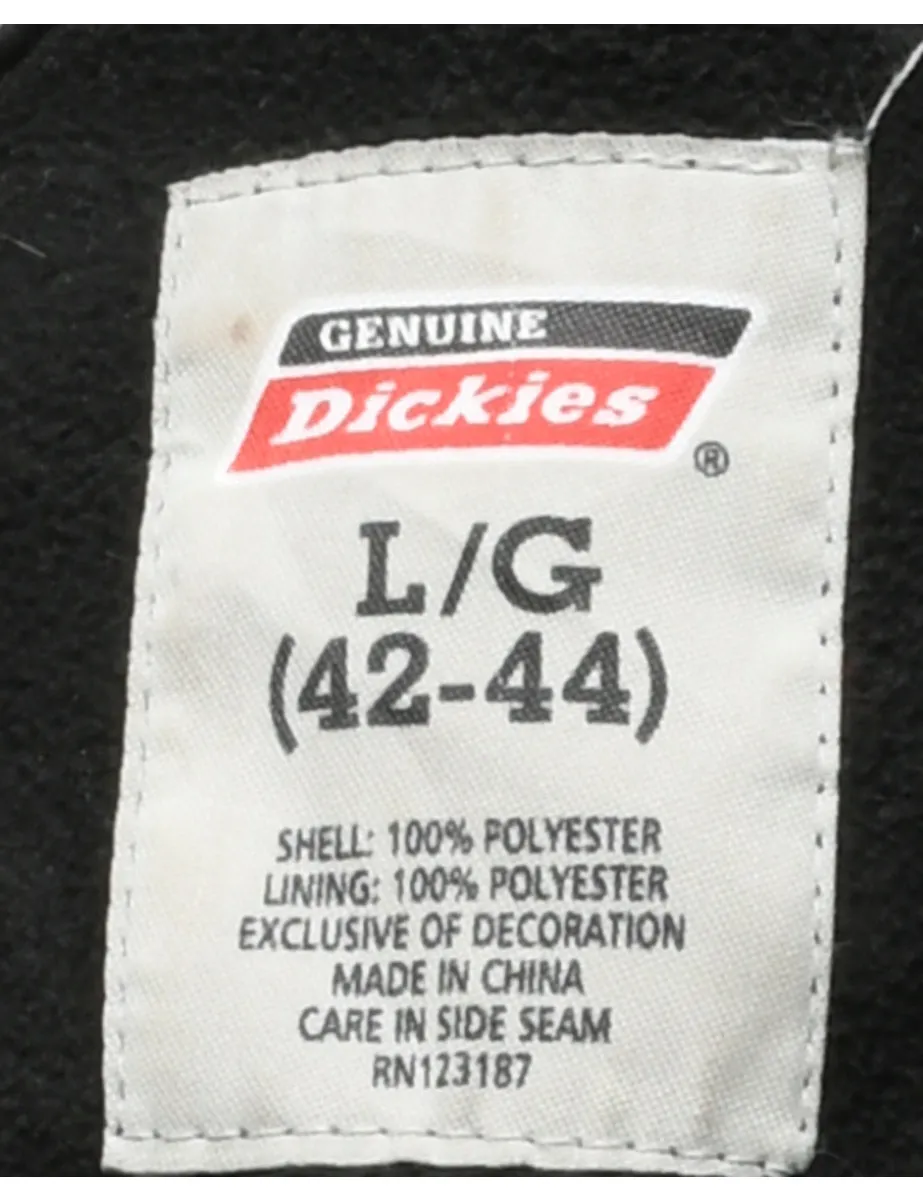 GENUINE
Dickies
®
L/G
(42-44)
SHELL: 100% POLYESTER
LINING: 100% POLYESTER
EXCLUSIVE OF DECORATION
MADE IN CHINA
CARE IN SIDE SEAM
RN123187